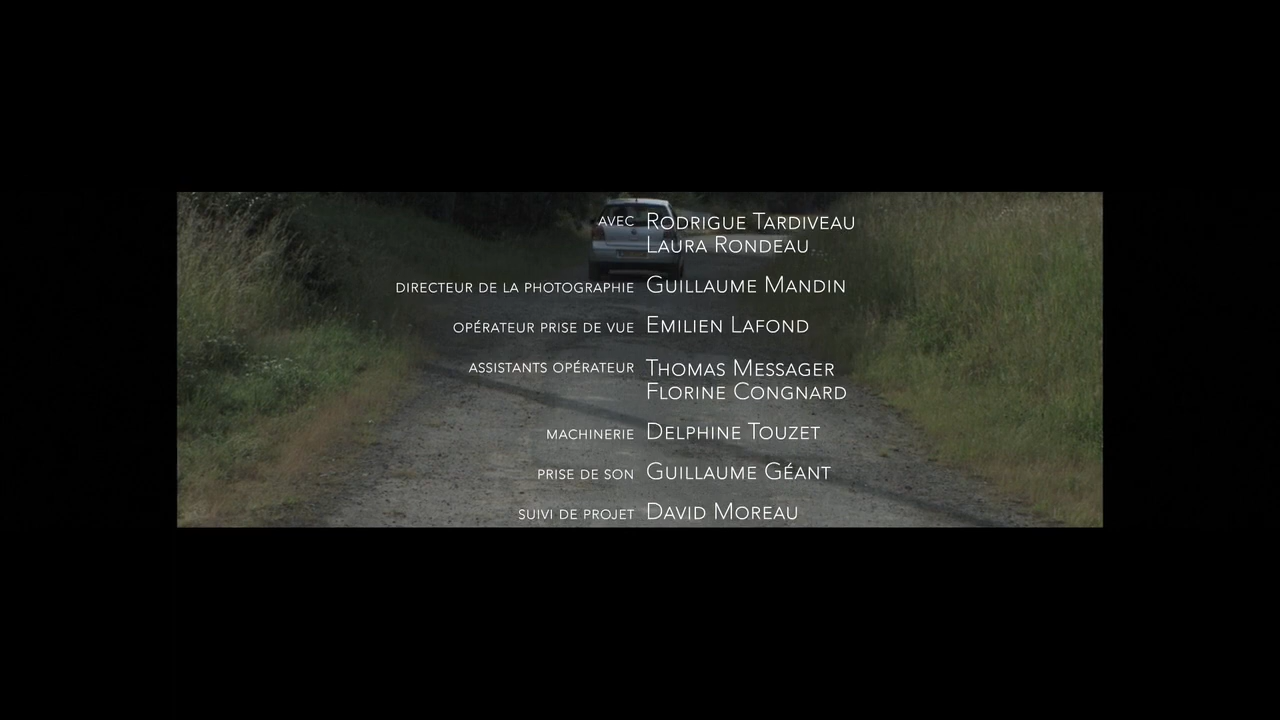 AVEC RODRIGUE TARDIVEAU
LAURA RONDEAU
DIRECTEUR DE LA PHOTOGRAPHIE GUILLAUME MANDIN
OPÉRATEUR PRISE DE VUE EMILIEN LAFOND
ASSISTANTS OPÉRATEUR THOMAS MESSAGER
FLORINE CONGNARD
MACHINERIE DELPHINE TOUZET
PRISE DE SON GUILLAUME GÉANT
SUIVI DE PROJET DAVID MOREAU